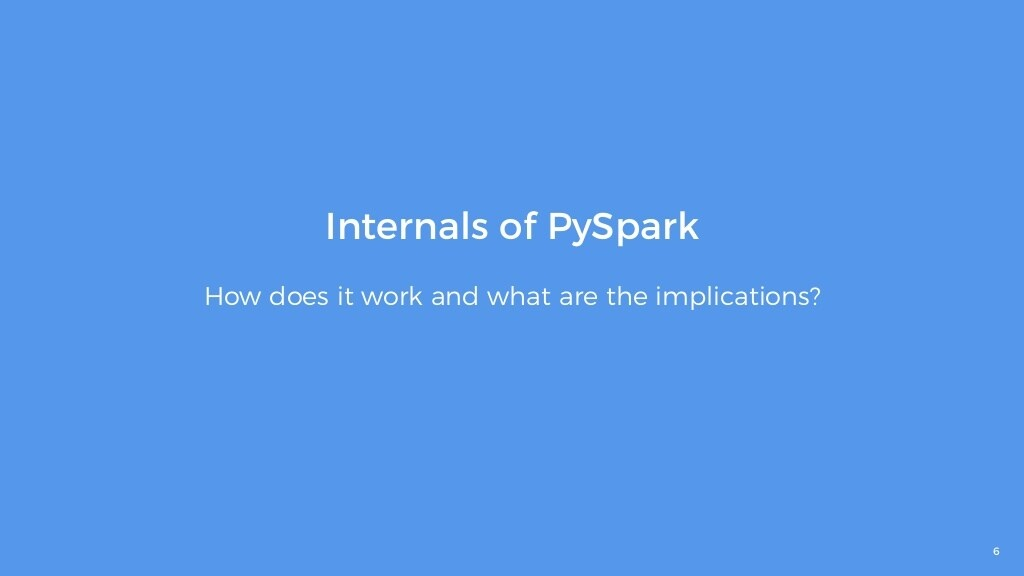 Internals of PySpark
How does it work and what are the implications?
6